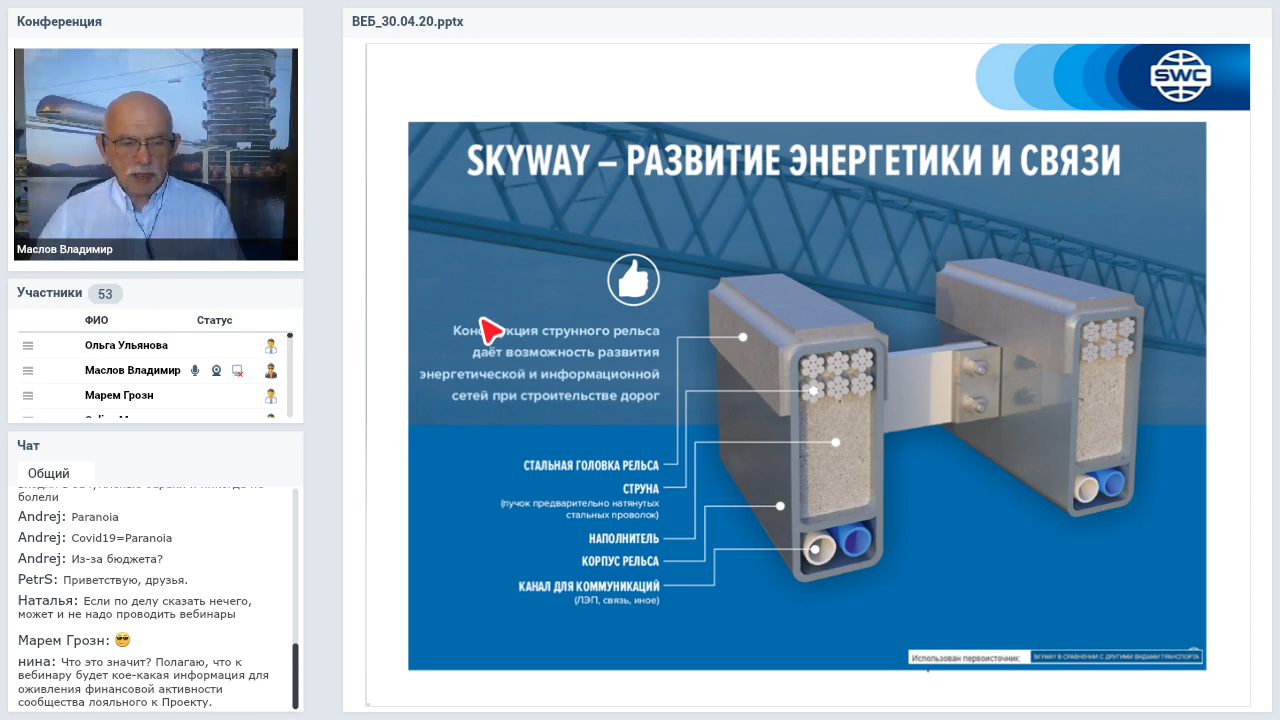 Конференция
Маслов Владимир
Участники 53
ФИО Статус
Ольга Ульянова
Маслов Владимир
Марем Грозн
Чат
Общий
болели
Andrej: Paranoia
Andrej: Covid19=Paranoia
Andrej: Из-за бюджета?
PetrS: Приветствую, друзья.
Наталья: Если по делу сказать нечего,
может и не надо проводить вебинары
Марем Грозн: 😎
нина: Что это значит? Полагаю, что к
вебинару будет кое-какая информация для
оживления финансовой активности
сообщества лояльного к Проекту.
ВЕБ_30.04.20.pptx
SWC
SKYWAY – РАЗВИТИЕ ЭНЕРГЕТИКИ И СВЯЗИ
струнного рельса
даёт возможность развития
энергетической и информационной
сетей при строительстве дорог
СТАЛЬНАЯ ГОЛОВКА РЕЛЬСА
СТРУНА
(пучок предварительно натянутых
стальных проволок)
НАПОЛНИТЕЛЬ
КОРПУС РЕЛЬСА
КАНАЛ ДЛЯ КОММУНИКАЦИЙ
(ЛЭП, связь, иное)
Использован первоисточник: SKYWAY В СРАВНЕНИИ С ДРУГИМИ ВИДАМИ ТРАНСПОРТА